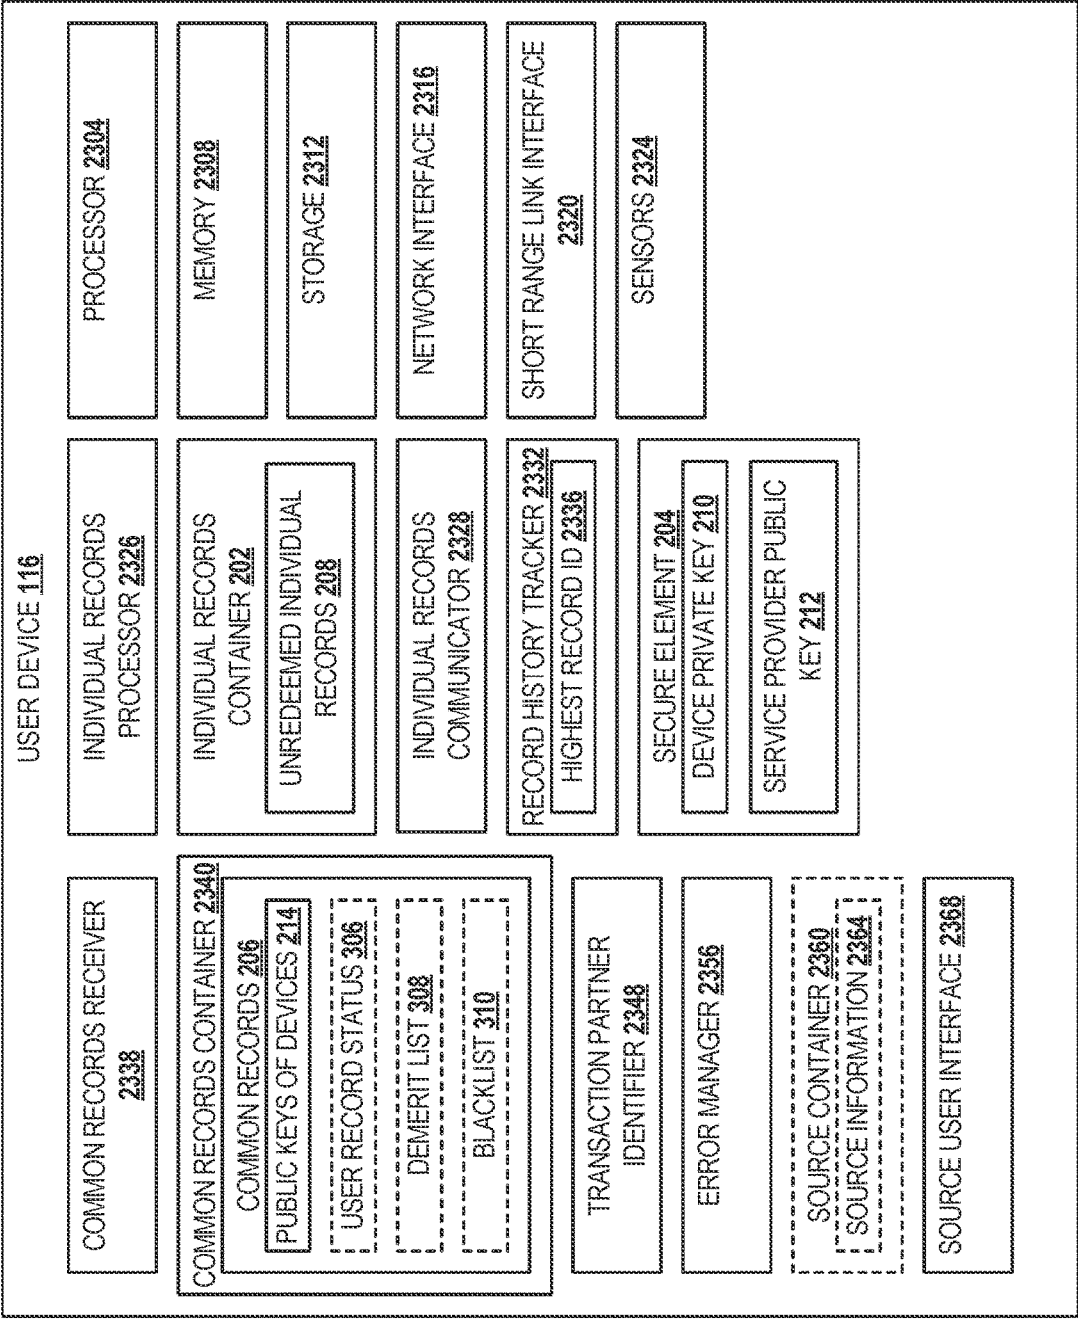 USER DEVICE 116
COMMON RECORDS RECEIVER
2338
COMMON RECORDS CONTAINER 2340
COMMON RECORDS 206
PUBLIC KEYS OF DEVICES 214
USER RECORD STATUS 306
DEMERIT LIST 308
BLACKLIST 310
TRANSACTION PARTNER
IDENTIFIER 2348
ERROR MANAGER 2356
SOURCE CONTAINER 2360
SOURCE INFORMATION 2364
SOURCE USER INTERFACE 2368
INDIVIDUAL RECORDS
PROCESSOR 2326
INDIVIDUAL RECORDS
CONTAINER 202
UNREDEEMED INDIVIDUAL
RECORDS 208
INDIVIDUAL RECORDS
COMMUNICATOR 2328
RECORD HISTORY TRACKER 2332
HIGHEST RECORD ID 2336
SECURE ELEMENT 204
DEVICE PRIVATE KEY 210
SERVICE PROVIDER PUBLIC
KEY 212
PROCESSOR 2304
MEMORY 2308
STORAGE 2312
NETWORK INTERFACE 2316
SHORT RANGE LINK INTERFACE
2320
SENSORS 2324